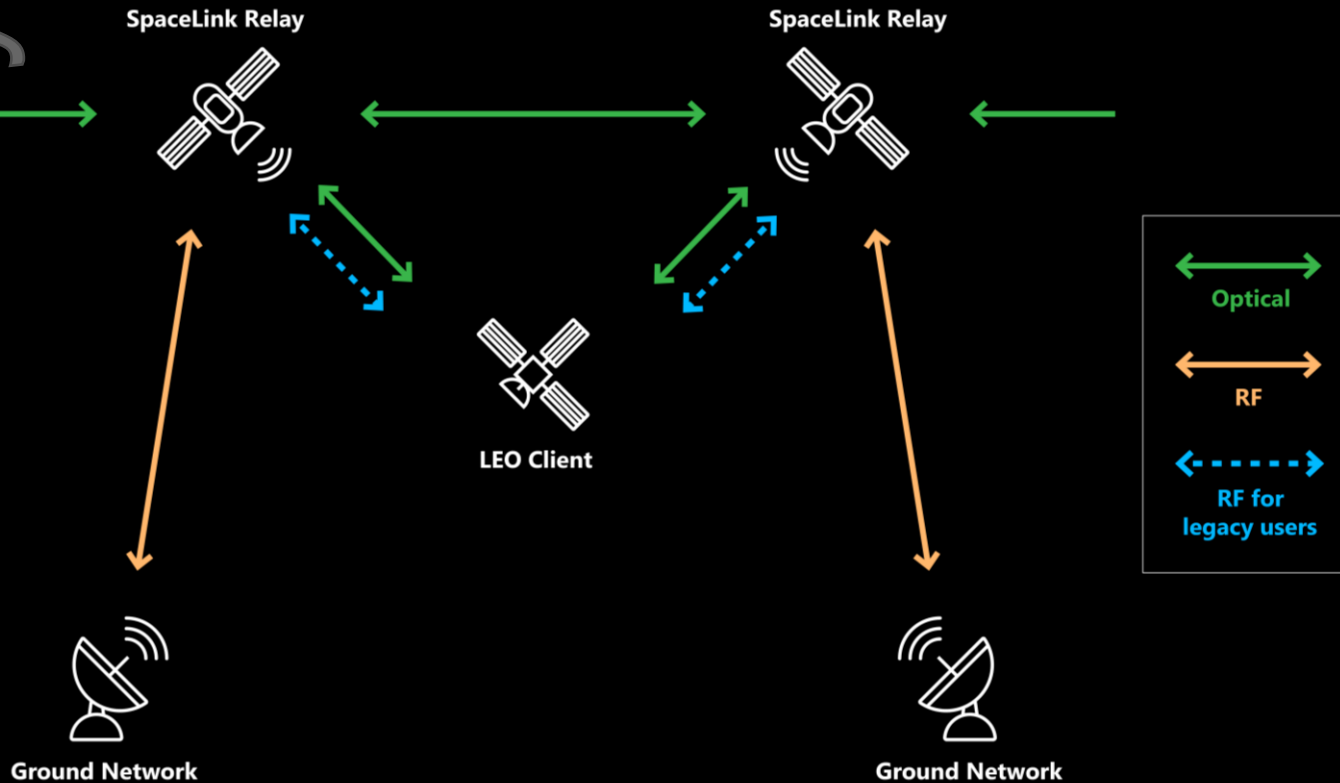 SpaceLink Relay
SpaceLink Relay
Optical
RF
LEO Client
RF for
legacy users
Ground Network
Ground Network